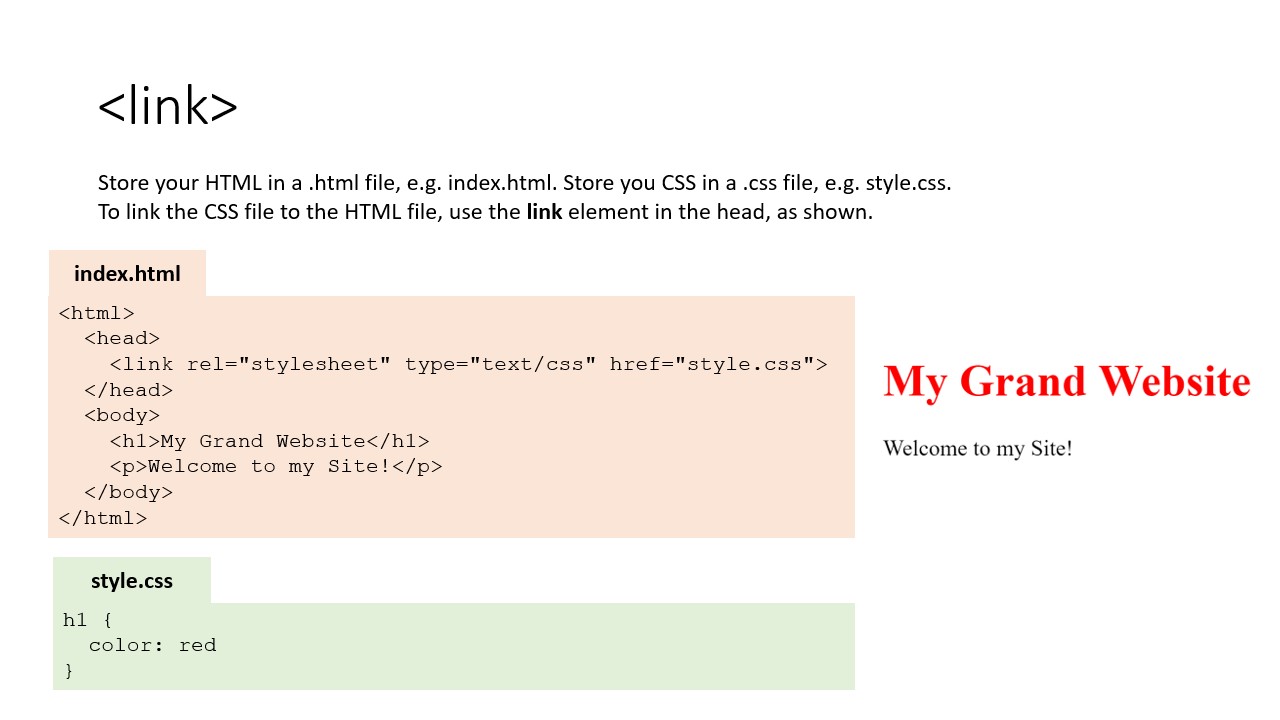 <link>
Store your HTML in a .html file, e.g. index.html. Store you CSS in a .css file, e.g. style.css.
To link the CSS file to the HTML file, use the link element in the head, as shown.
index.html
<html>
  <head>
    <link rel="stylesheet" type="text/css" href="style.css">
  </head>
  <body>
    <h1>My Grand Website</h1>
    <p>Welcome to my Site!</p>
  </body>
</html>
My Grand Website
Welcome to my Site!
style.css
h1 {
  color: red
}